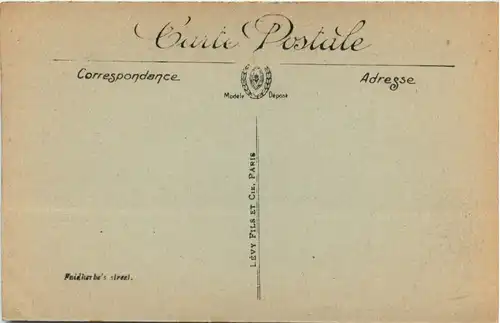 Carte Postale
Correspondance
Adresse
Modèle Déposé
LÉVY FILS ET CIE, PARIS
Faidherbe's street.